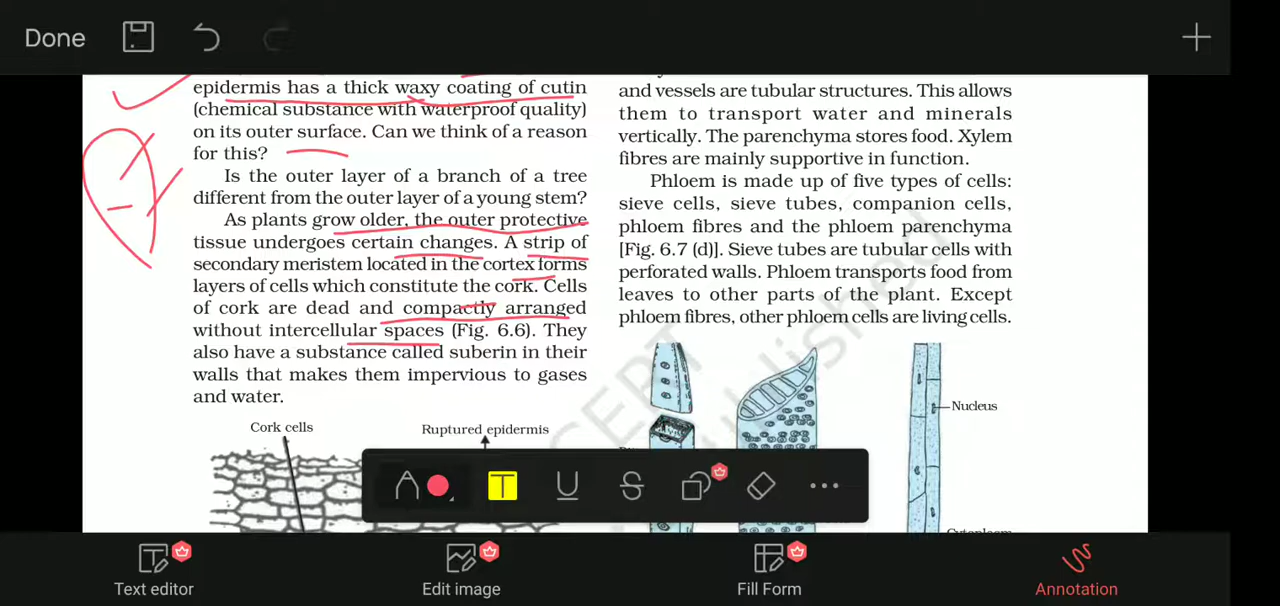 Done
epidermis has a thick waxy coating of cutin
(chemical substance with waterproof quality)
on its outer surface. Can we think of a reason
for this?
Is the outer layer of a branch of a tree
different from the outer layer of a young stem?
As plants grow older, the outer protective
tissue undergoes certain changes. A strip of
secondary meristem located in the cortex forms
layers of cells which constitute the cork. Cells
of cork are dead and compactly arranged
without intercellular spaces (Fig. 6.6). They
also have a substance called suberin in their
walls that makes them impervious to gases
and water.
Cork cells
Ruptured epidermis
and vessels are tubular structures. This allows
them to transport water and minerals
vertically. The parenchyma stores food. Xylem
fibres are mainly supportive in function.
Phloem is made up of five types of cells:
sieve cells, sieve tubes, companion cells,
phloem fibres and the phloem parenchyma
[Fig. 6.7 (d)]. Sieve tubes are tubular cells with
perforated walls. Phloem transports food from
leaves to other parts of the plant. Except
phloem fibres, other phloem cells are living cells.
Nucleus
Cytoplasm
Text editor
Edit image
Fill Form
Annotation